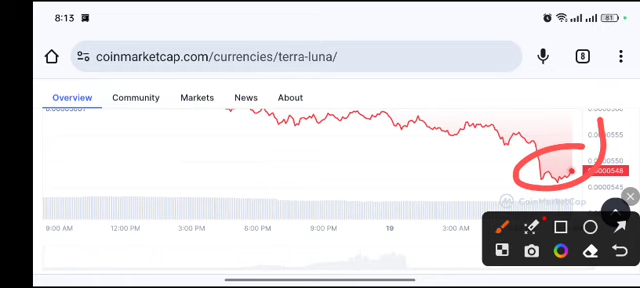 8:13
81
coinmarketcap.com/currencies/terra-luna/
8
Overview Community Markets News About
0.0000555
0.0000550
0.0000548
0.0000545
CoinMarketCap
9:00 AM 12:00 PM 3:00 PM 6:00 PM 9:00 PM 19 3:00 AM